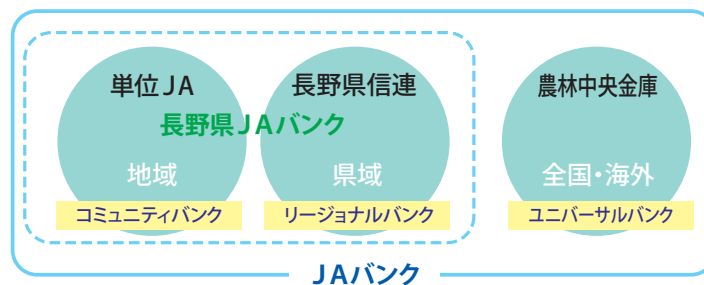 単位JA
長野県信連
農林中央金庫
長野県JAバンク
地域
県域
全国・海外
コミュニティバンク
リージョナルバンク
ユニバーサルバンク
JAバンク